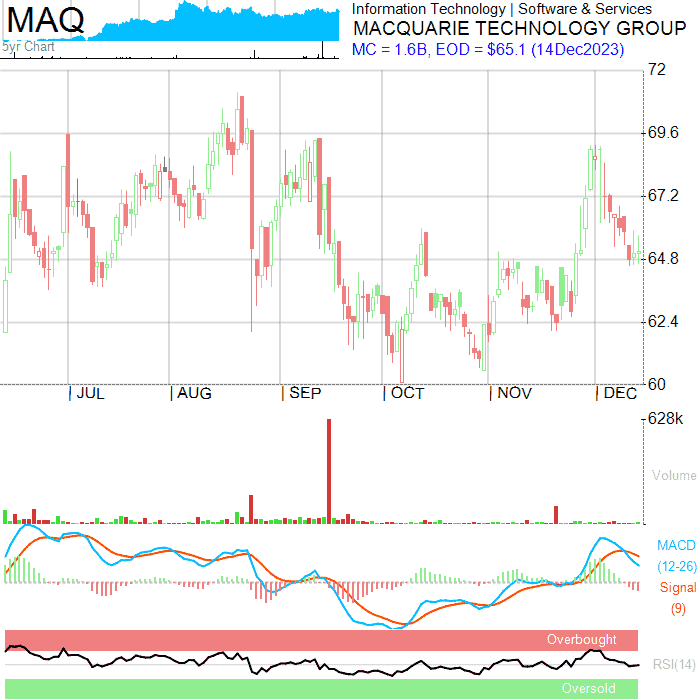 MAQ
5yr Chart
Information Technology | Software & Services
MACQUARIE TECHNOLOGY GROUP
MC = 1.6B, EOD = $65.1 (14Dec2023)
72
69.6
67.2
64.8
62.4
60
| JUL | AUG | SEP | OCT | NOV | DEC
628k
Volume
MACD
(12-26)
Signal
(9)
Overbought
RSI(14)
Oversold